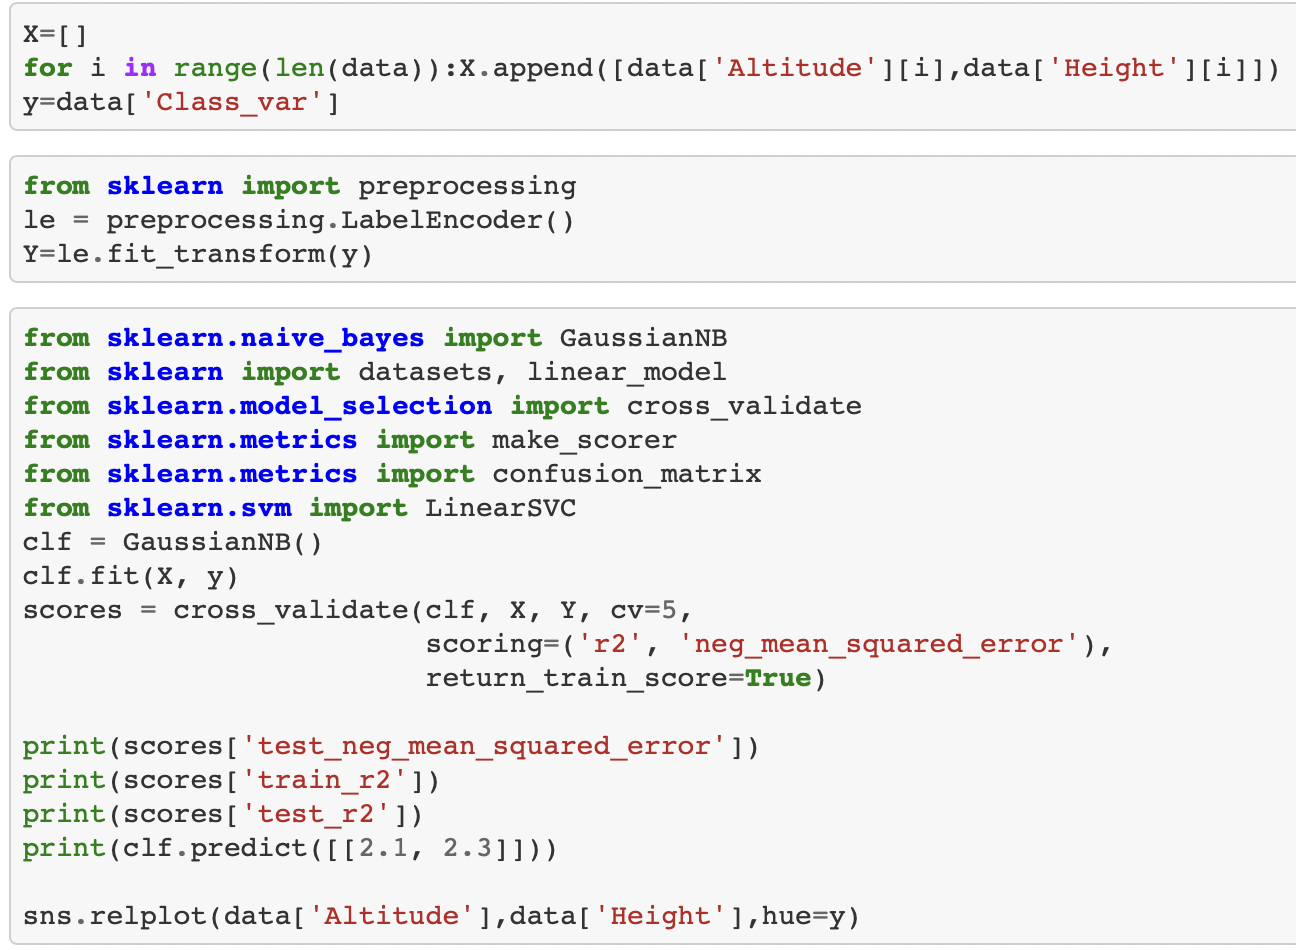 X=[]
for i in range(len(data)):X.append([data['Altitude'][i],data['Height'][i]])
y=data['Class_var']
from sklearn import preprocessing
le = preprocessing.LabelEncoder()
Y=le.fit_transform(y)
from sklearn.naive_bayes import GaussianNB
from sklearn import datasets, linear_model
from sklearn.model_selection import cross_validate
from sklearn.metrics import make_scorer
from sklearn.metrics import confusion_matrix
from sklearn.svm import LinearSVC
clf = GaussianNB()
clf.fit(X, y)
scores = cross_validate(clf, X, Y, cv=5,
                        scoring=('r2', 'neg_mean_squared_error'),
                        return_train_score=True)
print(scores['test_neg_mean_squared_error'])
print(scores['train_r2'])
print(scores['test_r2'])
print(clf.predict([[2.1, 2.3]]))
sns.relplot(data['Altitude'],data['Height'],hue=y)